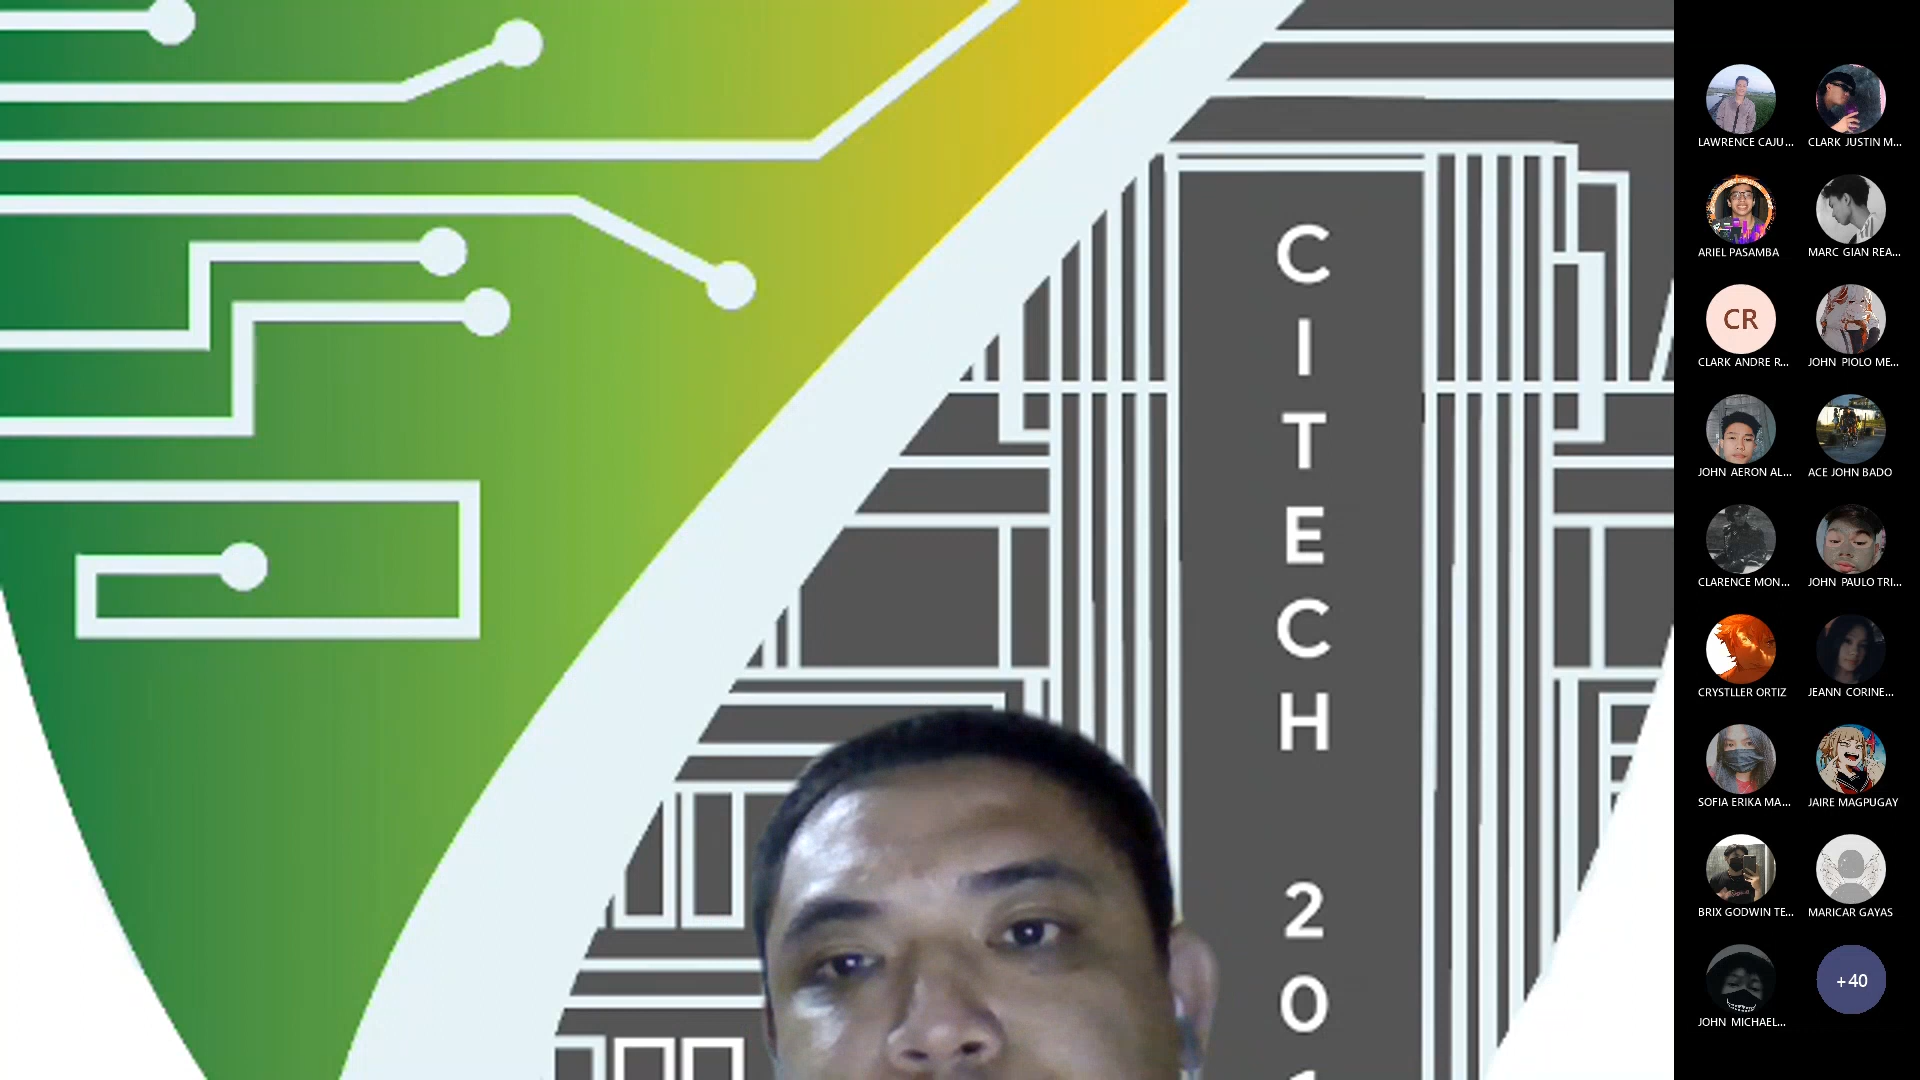 CITECH 20
LAWRENCE CAJU...
CLARK JUSTIN M...
ARIEL PASAMBA
MARC GIAN REA...
CR
CLARK ANDRE R...
JOHN PIOLO ME...
JOHN AERON AL...
ACE JOHN BADO
CLARENCE MON...
JOHN PAULO TRI...
CRYSTLLER ORTIZ
JEANN CORINE...
SOFIA ERIKA MA...
JAIRE MAGPUGAY
BRIX GODWIN TE...
MARICAR GAYAS
JOHN MICHAEL...
+40